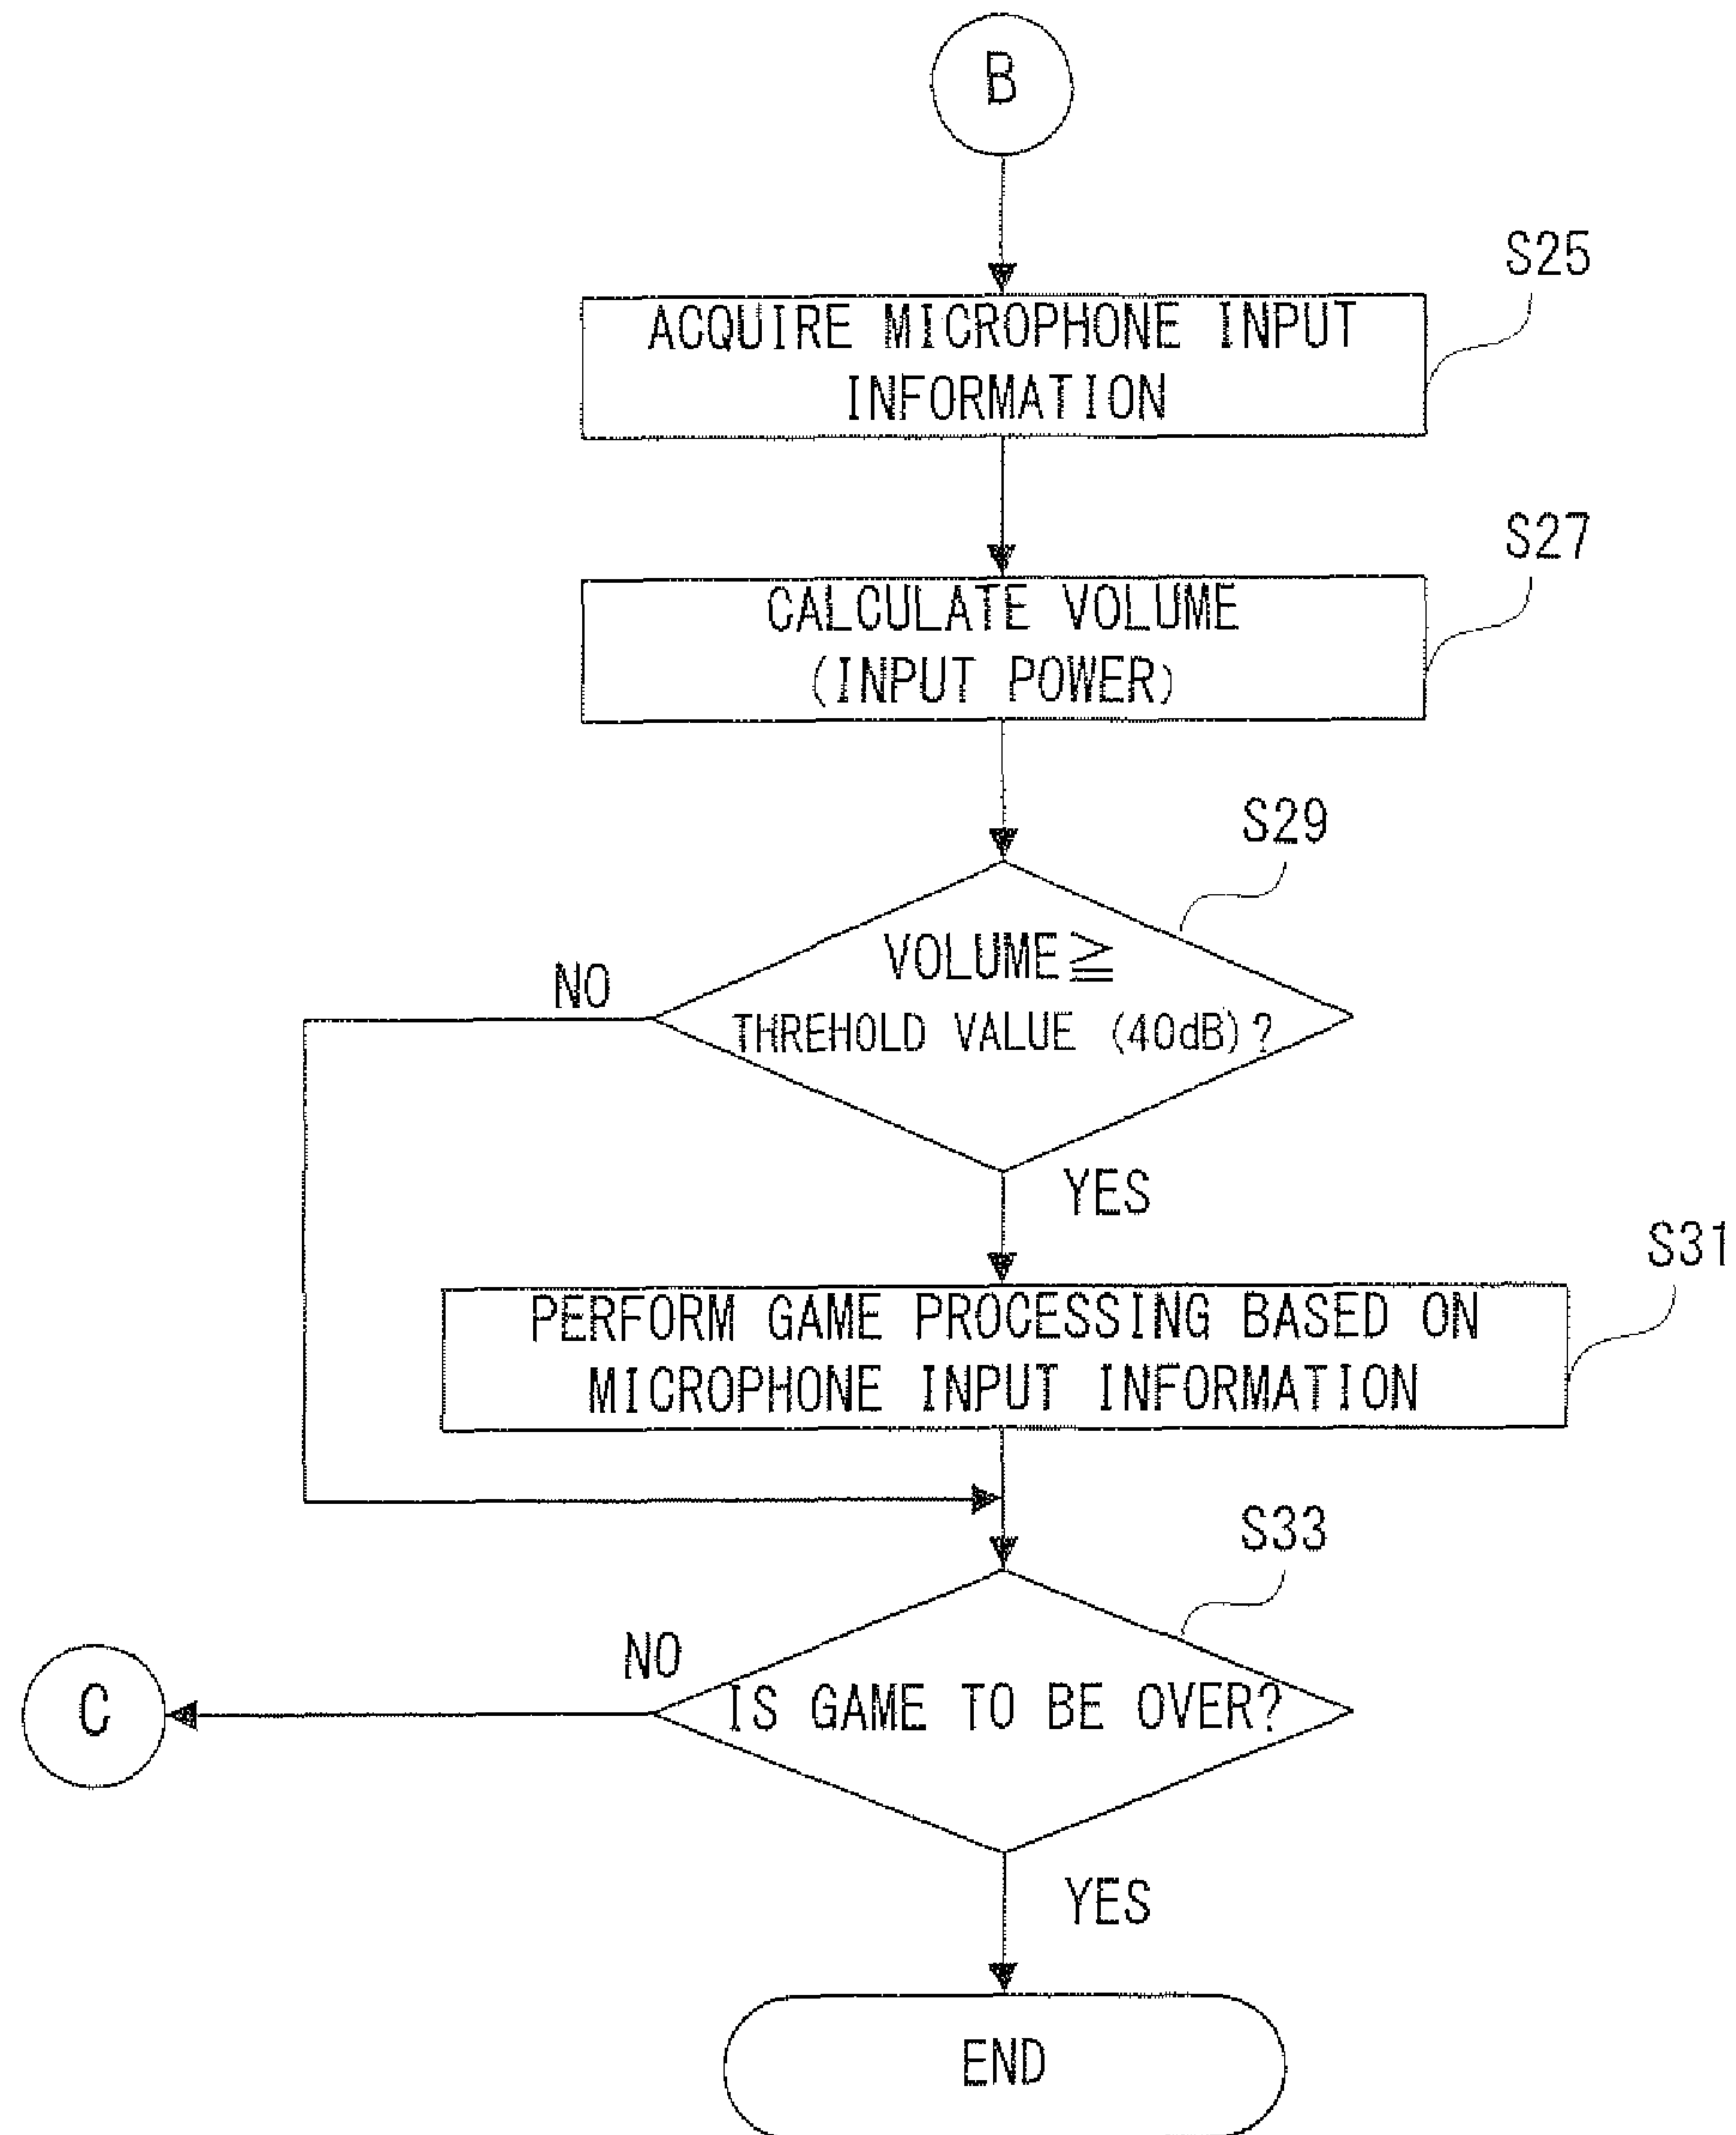 B
S25
ACQUIRE MICROPHONE INPUT
INFORMATION
S27
CALCULATE VOLUME
(INPUT POWER)
S29
VOLUME≧
THREHOLD VALUE (40dB)?
NO
YES
S31
PERFORM GAME PROCESSING BASED ON
MICROPHONE INPUT INFORMATION
S33
IS GAME TO BE OVER?
NO
C
YES
END